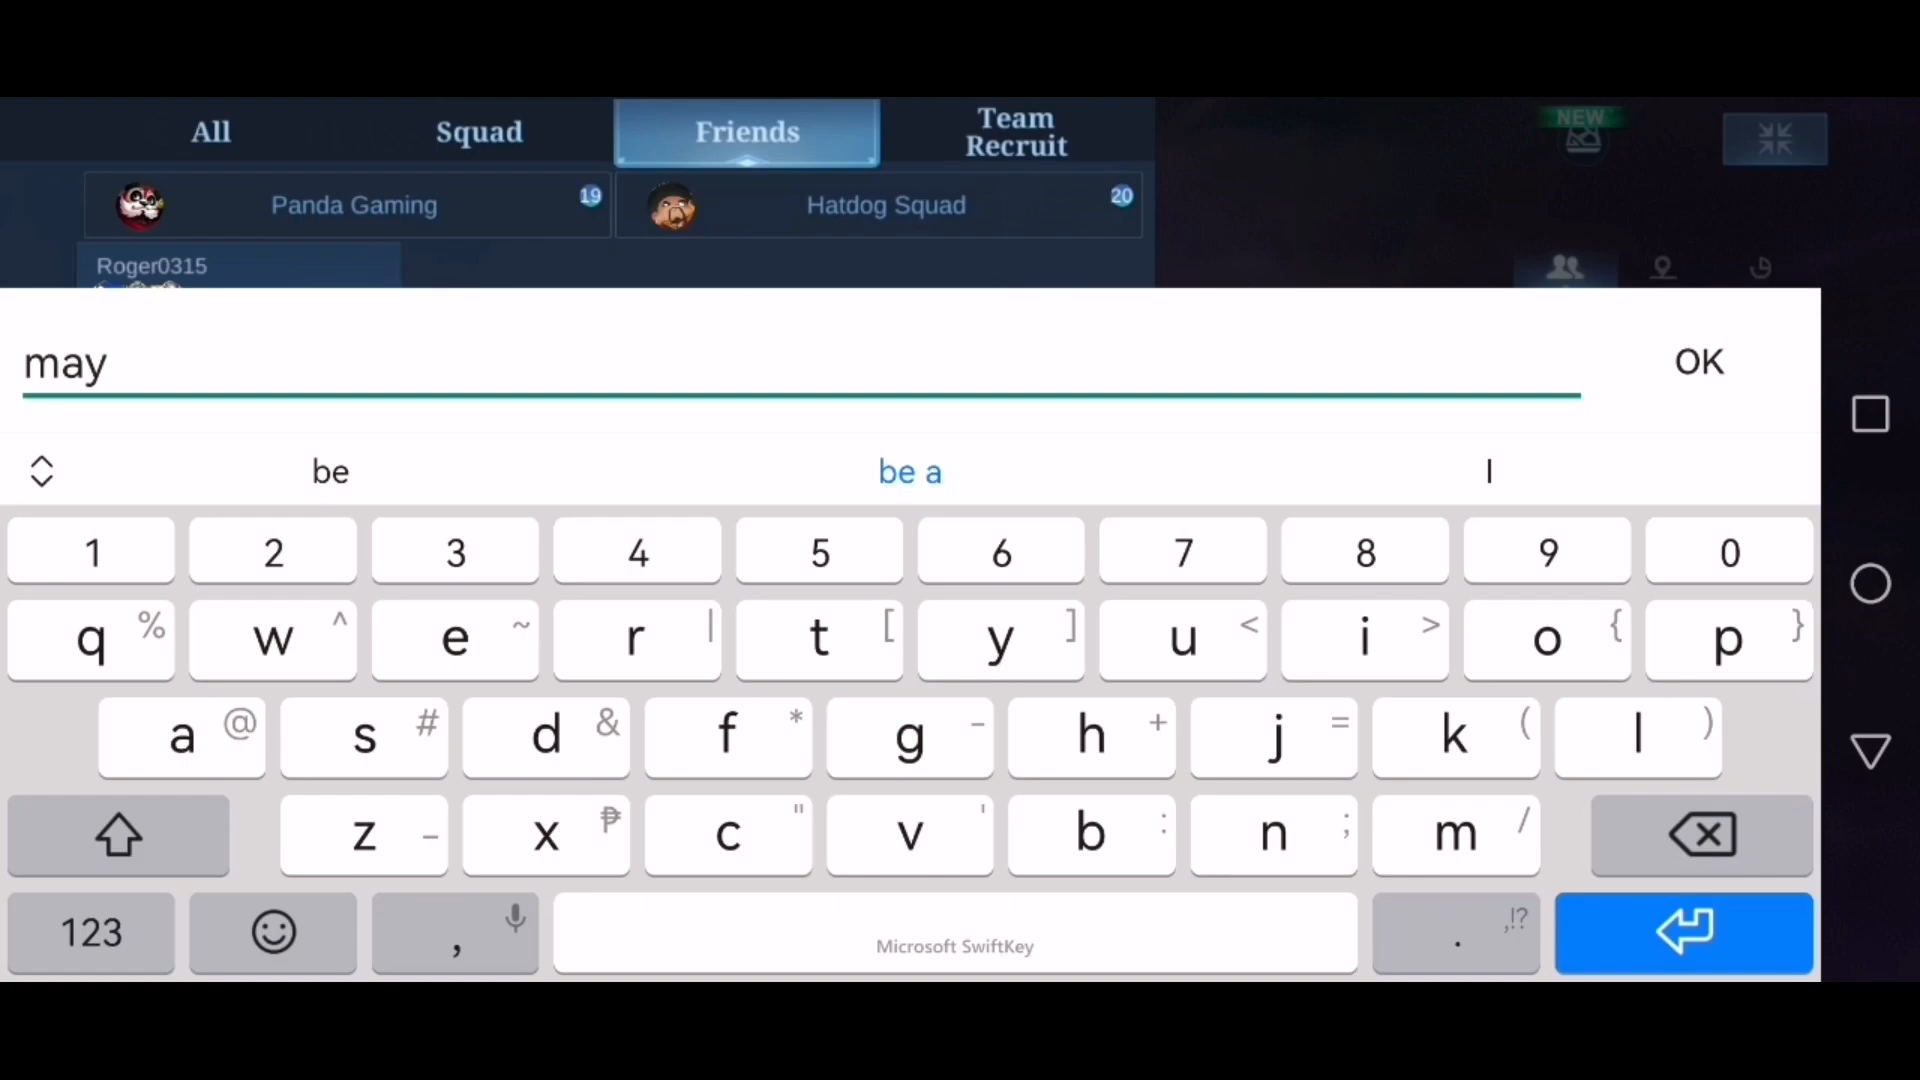 All
Squad
Friends
Team
Recruit
NEW
Panda Gaming
19
Hatdog Squad
20
Roger0315
may
OK
be
be a
I
1 2 3 4 5 6 7 8 9 0
q % w ^ e ~ r | t [ y ] u < i > o { p }
a @ s # d & f * g - h + j = k ( l )
z _ x ₱ c " v ' b : n ; m /
123 , . ,!?
Microsoft SwiftKey